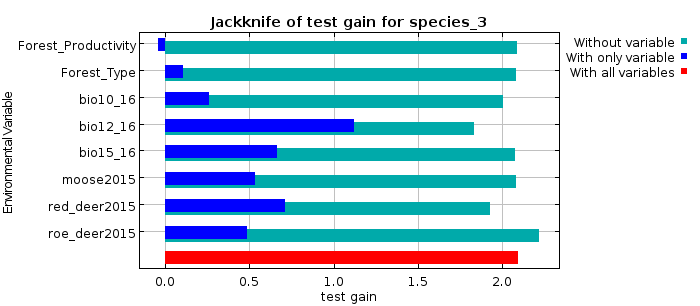 Jackknife of test gain for species_3
Environmental Variable
Forest_Productivity
Forest_Type
bio10_16
bio12_16
bio15_16
moose2015
red_deer2015
roe_deer2015
0.0 0.5 1.0 1.5 2.0
test gain
Without variable
With only variable
With all variables